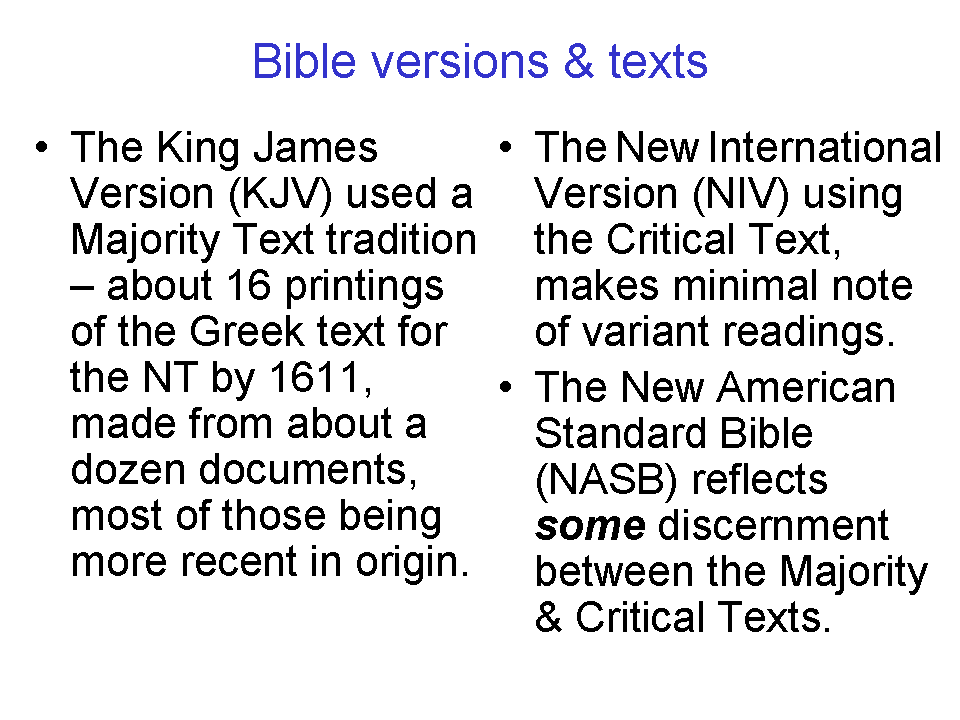 Bible versions & texts
• The King James
Version (KJV) used a
Majority Text tradition
– about 16 printings
of the Greek text for
the NT by 1611,
made from about a
dozen documents,
most of those being
more recent in origin.
• The New International
Version (NIV) using
the Critical Text,
makes minimal note
of variant readings.
• The New American
Standard Bible
(NASB) reflects
some discernment
between the Majority
& Critical Texts.